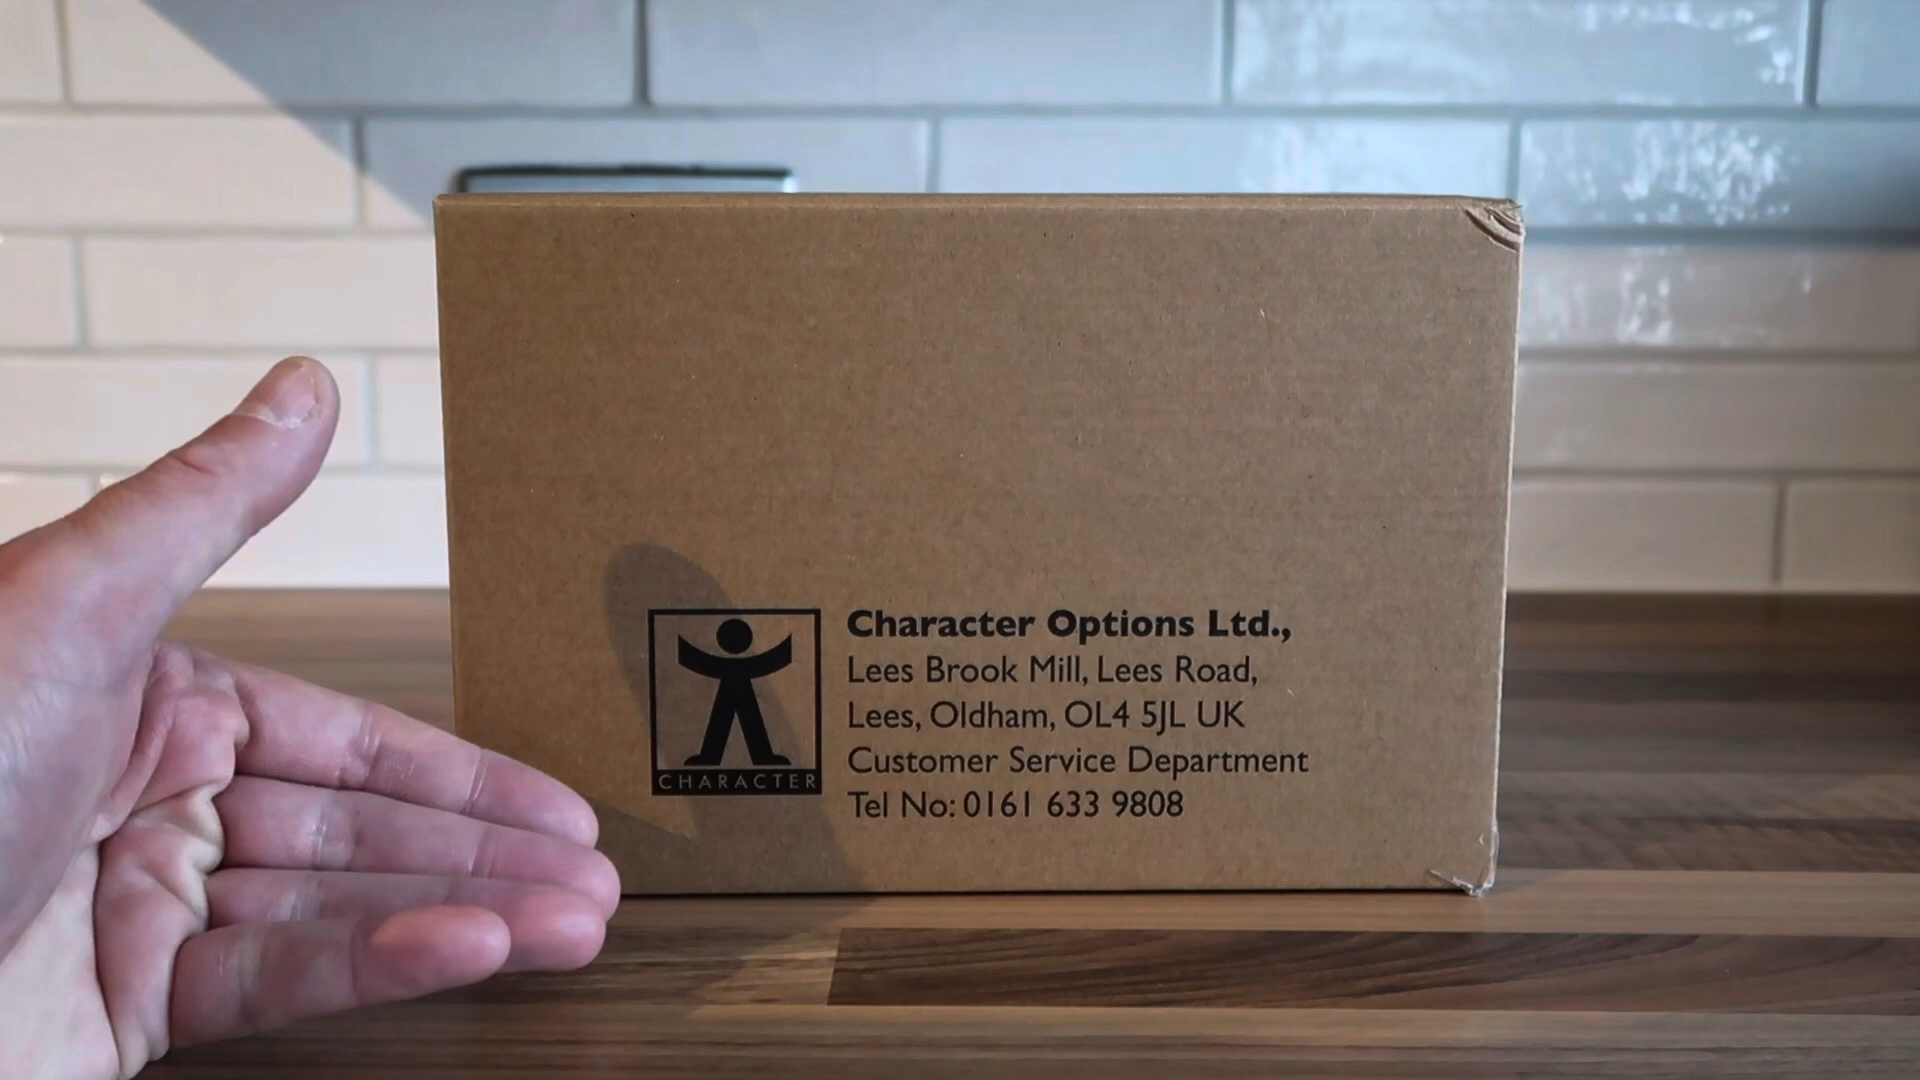 Character Options Ltd.,
Lees Brook Mill, Lees Road,
Lees, Oldham, OL4 5JL UK
Customer Service Department
Tel No: 0161 633 9808
CHARACTER